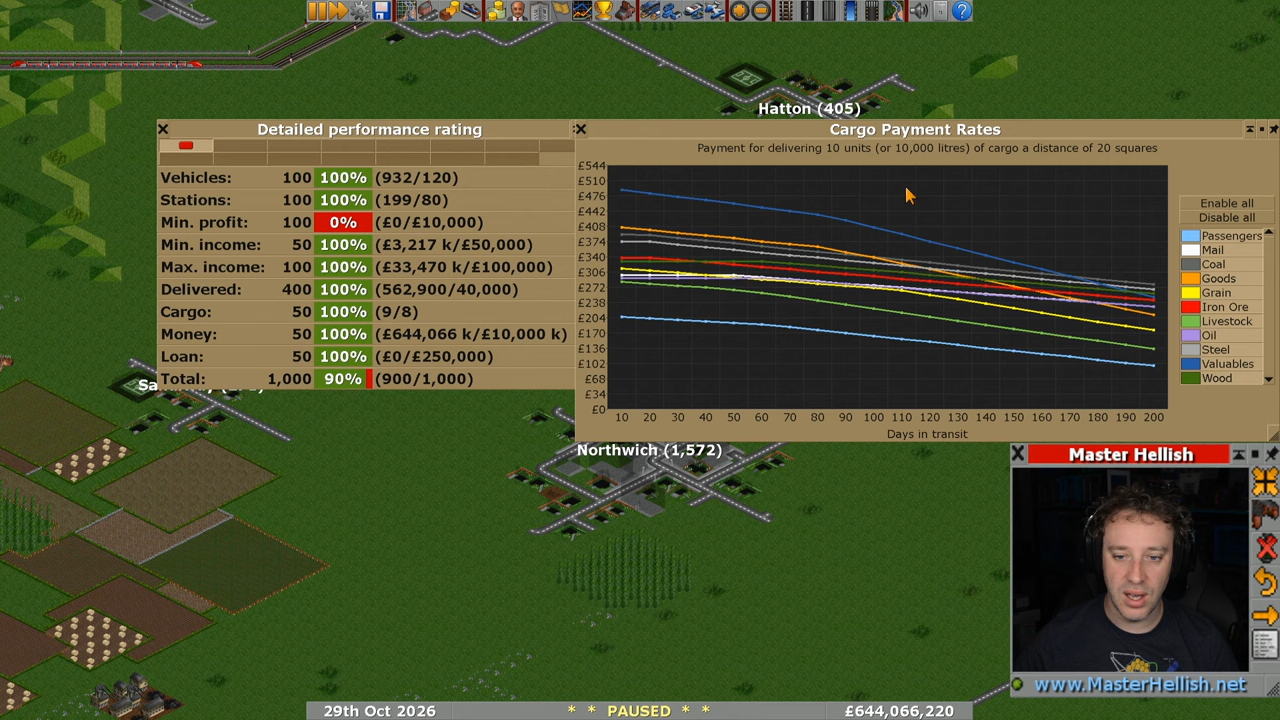 Hatton (405)
Detailed performance rating
Vehicles: 100 100% (932/120)
Stations: 100 100% (199/80)
Min. profit: 100 0% (£0/£10,000)
Min. income: 50 100% (£3,217 k/£50,000)
Max. income: 100 100% (£33,470 k/£100,000)
Delivered: 400 100% (562,900/40,000)
Cargo: 50 100% (9/8)
Money: 50 100% (£644,066 k/£10,000 k)
Loan: 50 100% (£0/£250,000)
Total: 1,000 90% (900/1,000)
Cargo Payment Rates
Payment for delivering 10 units (or 10,000 litres) of cargo a distance of 20 squares
£544
£510
£476
£442
£408
£374
£340
£306
£272
£238
£204
£170
£136
£102
£68
£34
£0
10 20 30 40 50 60 70 80 90 100 110 120 130 140 150 160 170 180 190 200
Days in transit
Enable all
Disable all
Passengers
Mail
Coal
Goods
Grain
Iron Ore
Livestock
Oil
Steel
Valuables
Wood
Northwich (1,572)
Master Hellish
www.MasterHellish.net
29th Oct 2026
* * PAUSED * *
£644,066,220